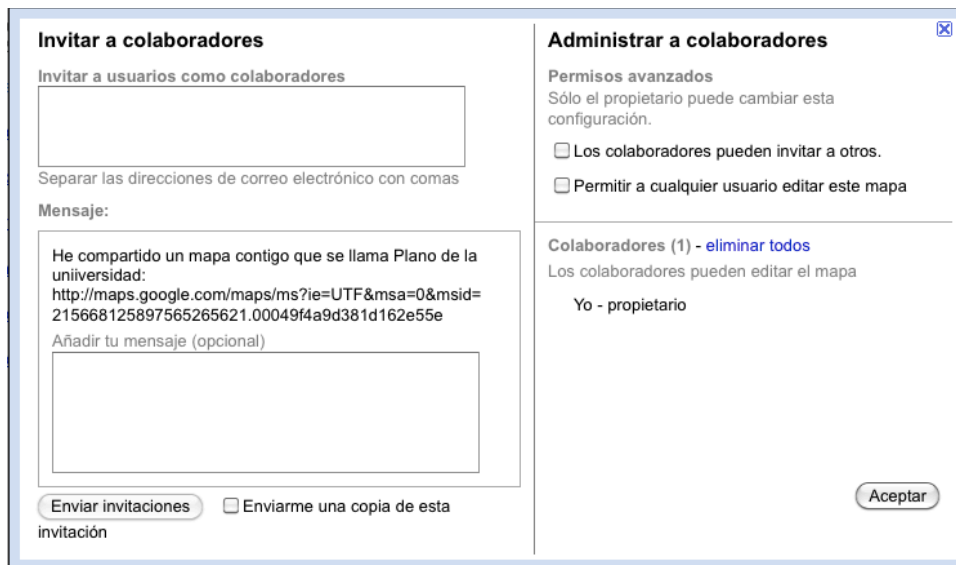 Invitar a colaboradores
Invitar a usuarios como colaboradores
Separar las direcciones de correo electrónico con comas
Mensaje:
He compartido un mapa contigo que se llama Plano de la
uniiversidad:
http://maps.google.com/maps/ms?ie=UTF&msa=0&msid=
215668125897565265621.00049f4a9d381d162e55e
Añadir tu mensaje (opcional)
Enviar invitaciones
Enviarme una copia de esta
invitación
Administrar a colaboradores
Permisos avanzados
Sólo el propietario puede cambiar esta
configuración.
Los colaboradores pueden invitar a otros.
Permitir a cualquier usuario editar este mapa
Colaboradores (1) - eliminar todos
Los colaboradores pueden editar el mapa
Yo - propietario
Aceptar